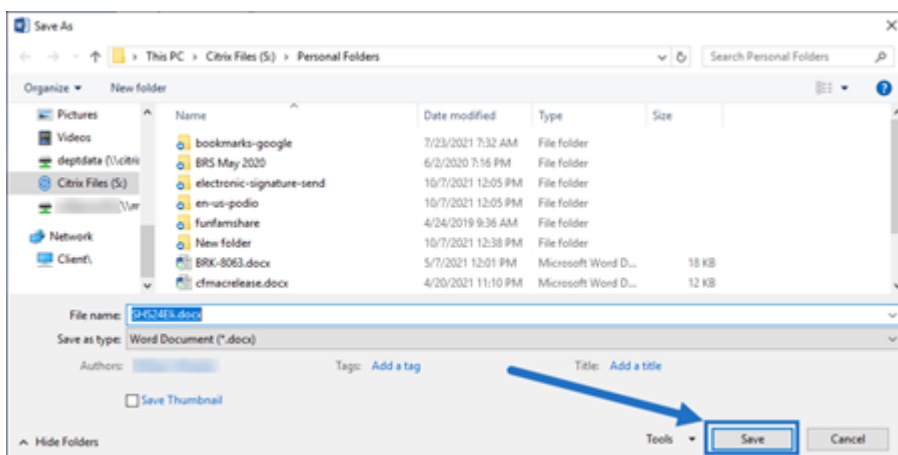 Save As
This PC > Citrix Files (S:) > Personal Folders
Search Personal Folders
Organize
New folder
Name
Date modified
Type
Size
Pictures
Videos
deptdata (\\citrix
Citrix Files (S:)
Network
Client\
bookmarks-google 7/23/2021 7:32 AM File folder
BRS May 2020 6/2/2020 7:16 PM File folder
electronic-signature-send 10/7/2021 12:05 PM File folder
en-us-podio 10/7/2021 12:05 PM File folder
funfamshare 4/24/2019 9:36 AM File folder
New folder 10/7/2021 12:38 PM File folder
BRK-8063.docx 5/7/2021 12:01 PM Microsoft Word D... 18 KB
cfmacrelease.docx 4/20/2021 11:10 PM Microsoft Word D... 12 KB
File name:
Save as type: Word Document (*.docx)
Authors:
Tags: Add a tag
Title: Add a title
Save Thumbnail
Hide Folders
Tools
Save
Cancel